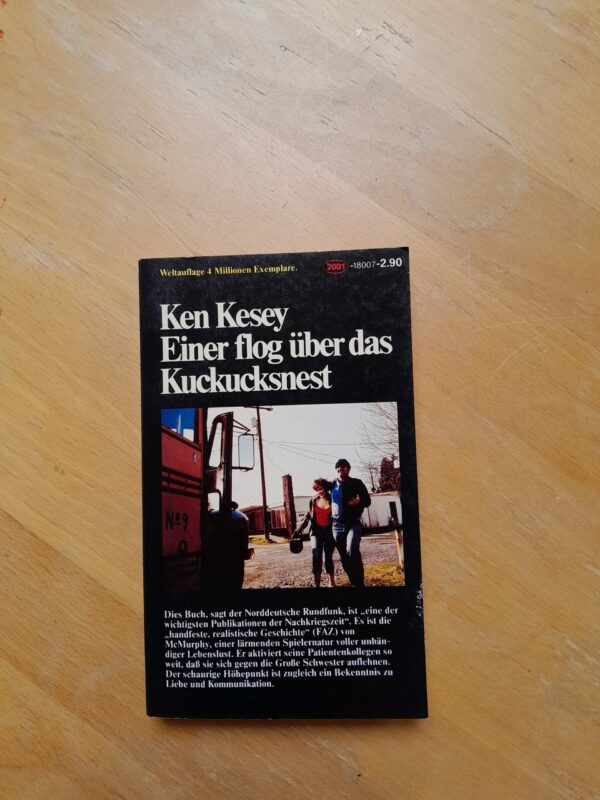 Weltauflage 4 Millionen Exemplare.
2001 -18007-2.90
Ken Kesey
Einer flog über das
Kuckucksnest
Nº9
Dies Buch, sagt der Norddeutsche Rundfunk, ist „eine der
wichtigsten Publikationen der Nachkriegszeit“. Es ist die
„handfeste, realistische Geschichte“ (FAZ) von
McMurphy, einer lärmenden Spielernatur voller unbän-
diger Lebenslust. Er aktiviert seine Patientenkollegen so
weit, daß sie sich gegen die Große Schwester auflehnen.
Der schaurige Höhepunkt ist zugleich ein Bekenntnis zu
Liebe und Kommunikation.